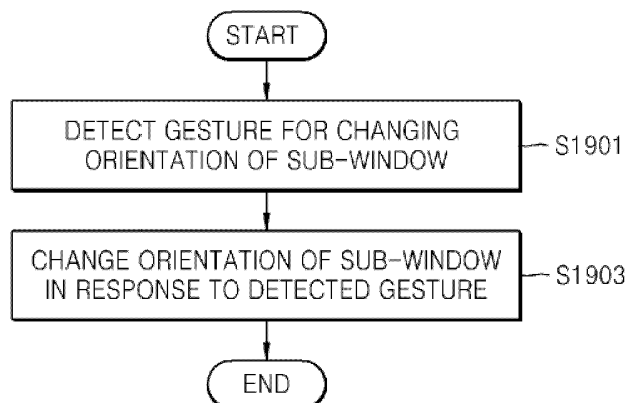 START
DETECT GESTURE FOR CHANGING
ORIENTATION OF SUB-WINDOW
S1901
CHANGE ORIENTATION OF SUB-WINDOW
IN RESPONSE TO DETECTED GESTURE
S1903
END